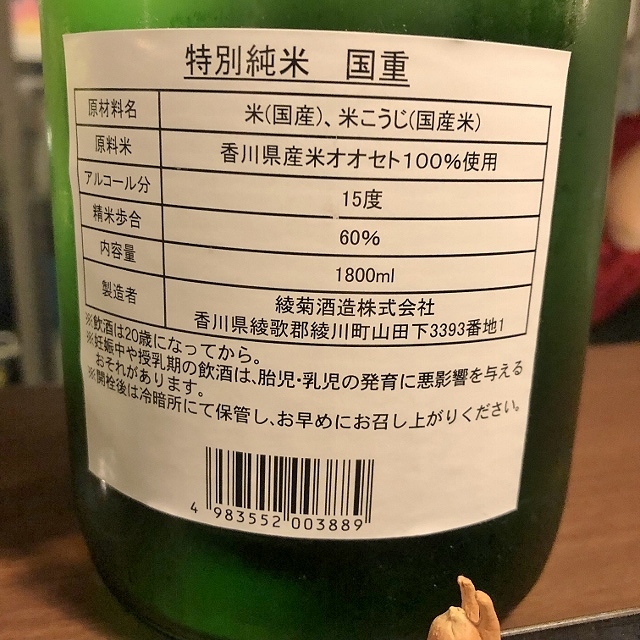 特別純米　国重
原材料名 米(国産)、米こうじ(国産米)
原料米 香川県産米オオセト100%使用
アルコール分 15度
精米歩合 60%
内容量 1800ml
製造者 綾菊酒造株式会社
香川県綾歌郡綾川町山田下3393番地1
※飲酒は20歳になってから。
※妊娠中や授乳期の飲酒は、胎児・乳児の発育に悪影響を与える
おそれがあります。
※開栓後は冷暗所にて保管し、お早めにお召し上がりください。
4 983552 003889